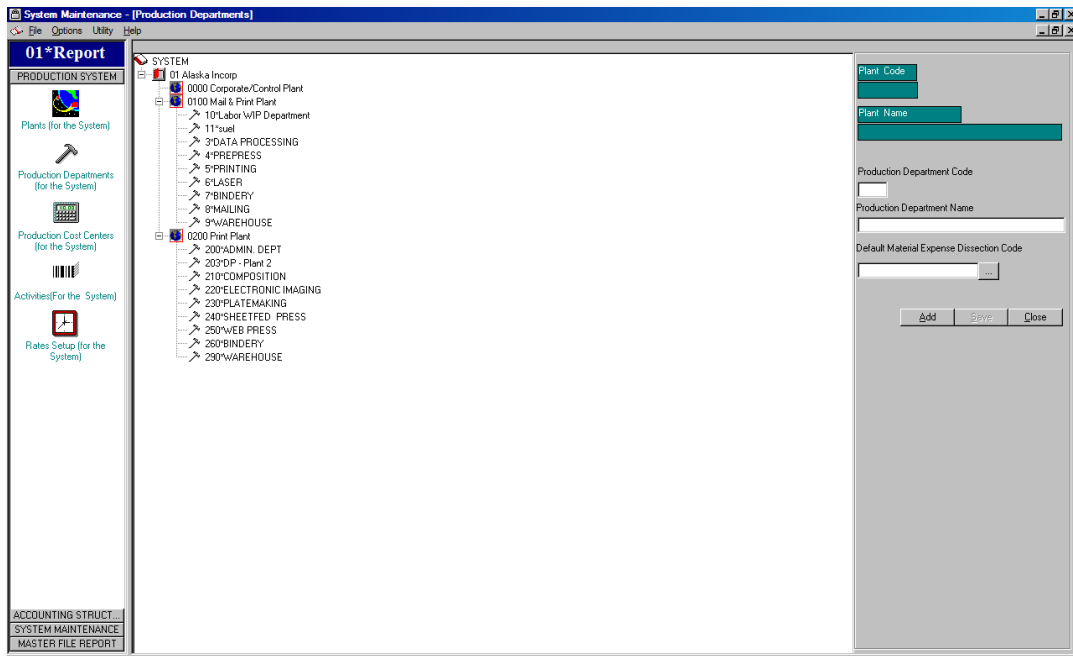 System Maintenance - [Production Departments]
File Options Utility Help
01*Report
PRODUCTION SYSTEM
Plants (for the System)
Production Departments
(for the System)
Production Cost Centers
(for the System)
Activities(For the System)
Rates Setup (for the
System)
ACCOUNTING STRUCT...
SYSTEM MAINTENANCE
MASTER FILE REPORT
SYSTEM
01 Alaska Incorp
0000 Corporate/Control Plant
0100 Mail & Print Plant
10*Labor WIP Department
11*suel
3*DATA PROCESSING
4*PREPRESS
5*PRINTING
6*LASER
7*BINDERY
8*MAILING
9*WAREHOUSE
0200 Print Plant
200*ADMIN. DEPT
203*DP - Plant 2
210*COMPOSITION
220*ELECTRONIC IMAGING
230*PLATEMAKING
240*SHEETFED PRESS
250*WEB PRESS
260*BINDERY
290*WAREHOUSE
Plant Code
Plant Name
Production Department Code
Production Department Name
Default Material Expense Dissection Code
...
Add Save Close